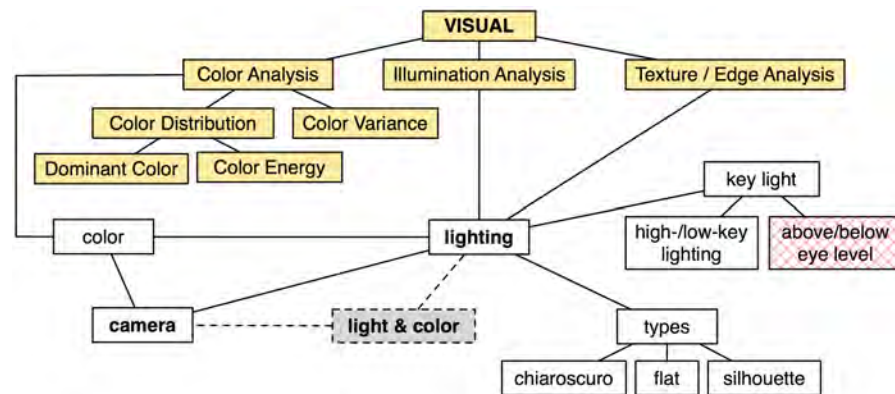 VISUAL
Color Analysis
Illumination Analysis
Texture / Edge Analysis
Color Distribution
Color Variance
Dominant Color
Color Energy
key light
color
lighting
high-/low-key
lighting
above/below
eye level
camera
light & color
types
chiaroscuro
flat
silhouette